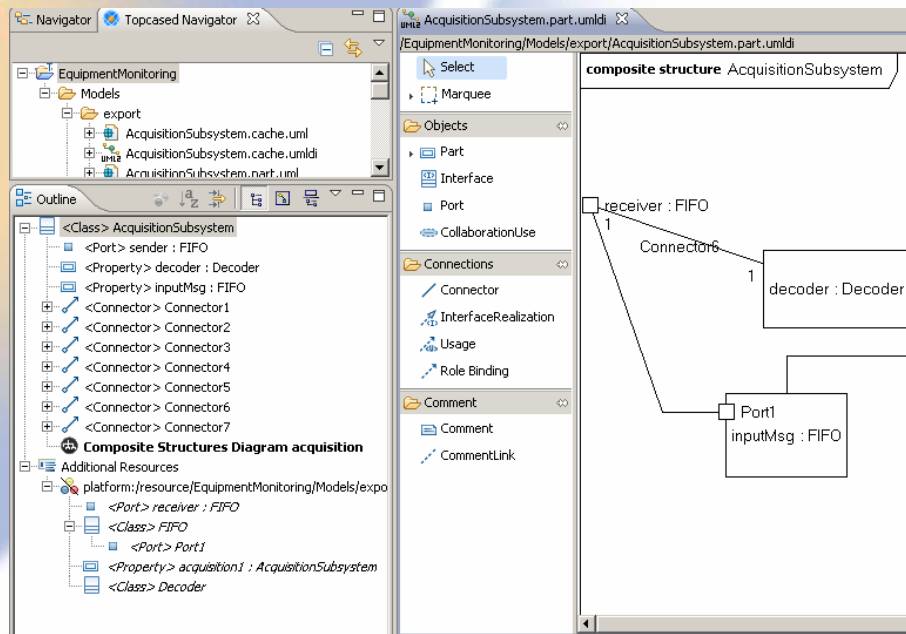 Navigator
Topcased Navigator
EquipmentMonitoring
Models
export
AcquisitionSubsystem.cache.uml
AcquisitionSubsystem.cache.umldi
AcquisitionSubsystem.part.uml
Outline
<Class> AcquisitionSubsystem
<Port> sender : FIFO
<Property> decoder : Decoder
<Property> inputMsg : FIFO
<Connector> Connector1
<Connector> Connector2
<Connector> Connector3
<Connector> Connector4
<Connector> Connector5
<Connector> Connector6
<Connector> Connector7
Composite Structures Diagram acquisition
Additional Resources
platform:/resource/EquipmentMonitoring/Models/expo
<Port> receiver : FIFO
<Class> FIFO
<Port> Port1
<Property> acquisition1 : AcquisitionSubsystem
<Class> Decoder
AcquisitionSubsystem.part.umldi
/EquipmentMonitoring/Models/export/AcquisitionSubsystem.part.umldi
Select
Marquee
Objects
Part
Interface
Port
CollaborationUse
Connections
Connector
InterfaceRealization
Usage
Role Binding
Comment
Comment
CommentLink
composite structure AcquisitionSubsystem
receiver : FIFO
1
Connector6
1
decoder : Decoder
Port1
inputMsg : FIFO